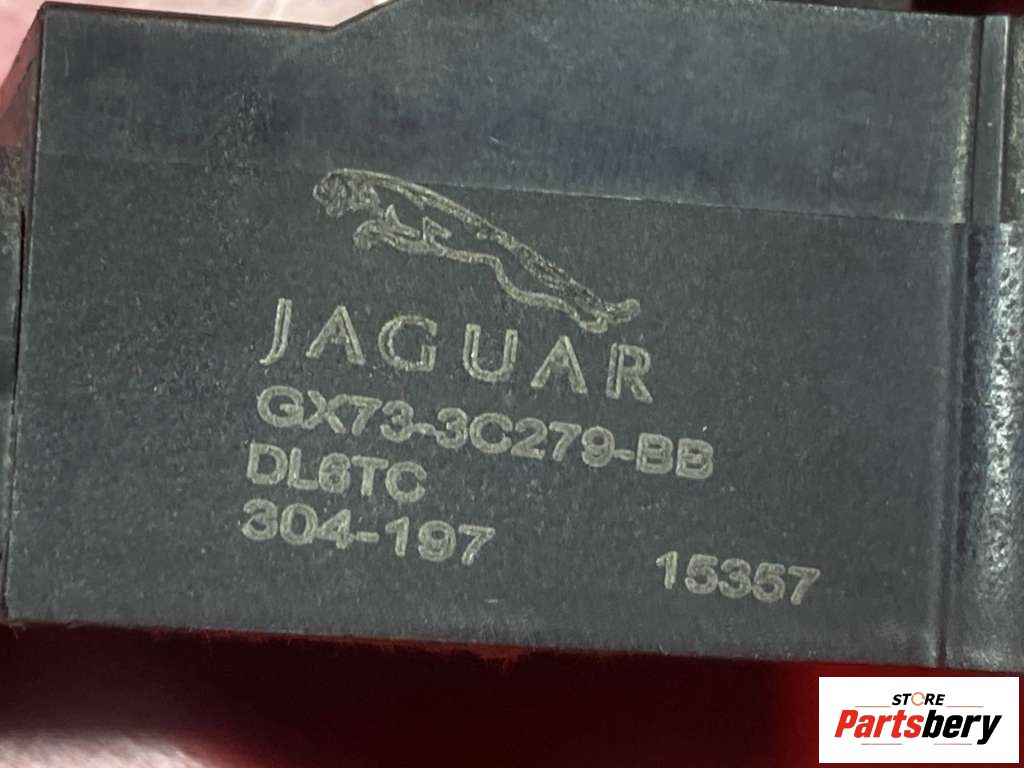 JAGUAR
GX73-3C279-BB
DL6TC
304-197 15357
STORE
Partsbery